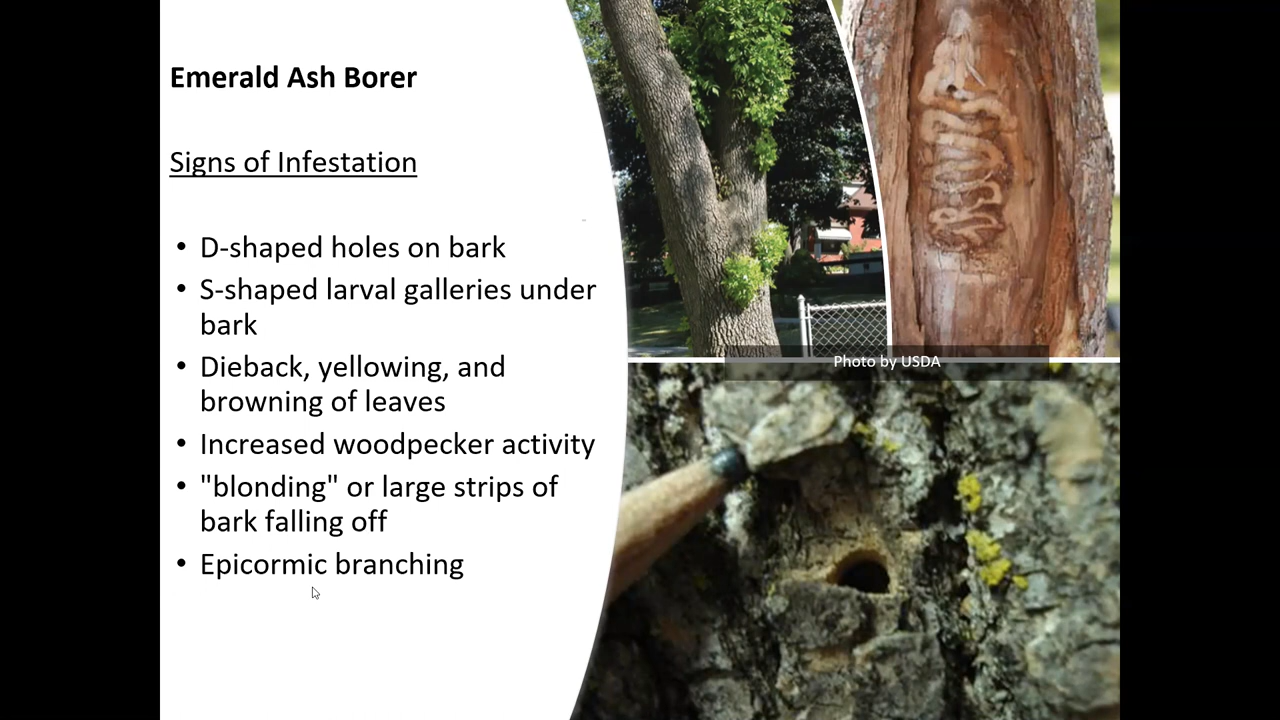 Emerald Ash Borer
Signs of Infestation
• D-shaped holes on bark
• S-shaped larval galleries under
bark
• Dieback, yellowing, and
browning of leaves
• Increased woodpecker activity
• "blonding" or large strips of
bark falling off
• Epicormic branching
Photo by USDA